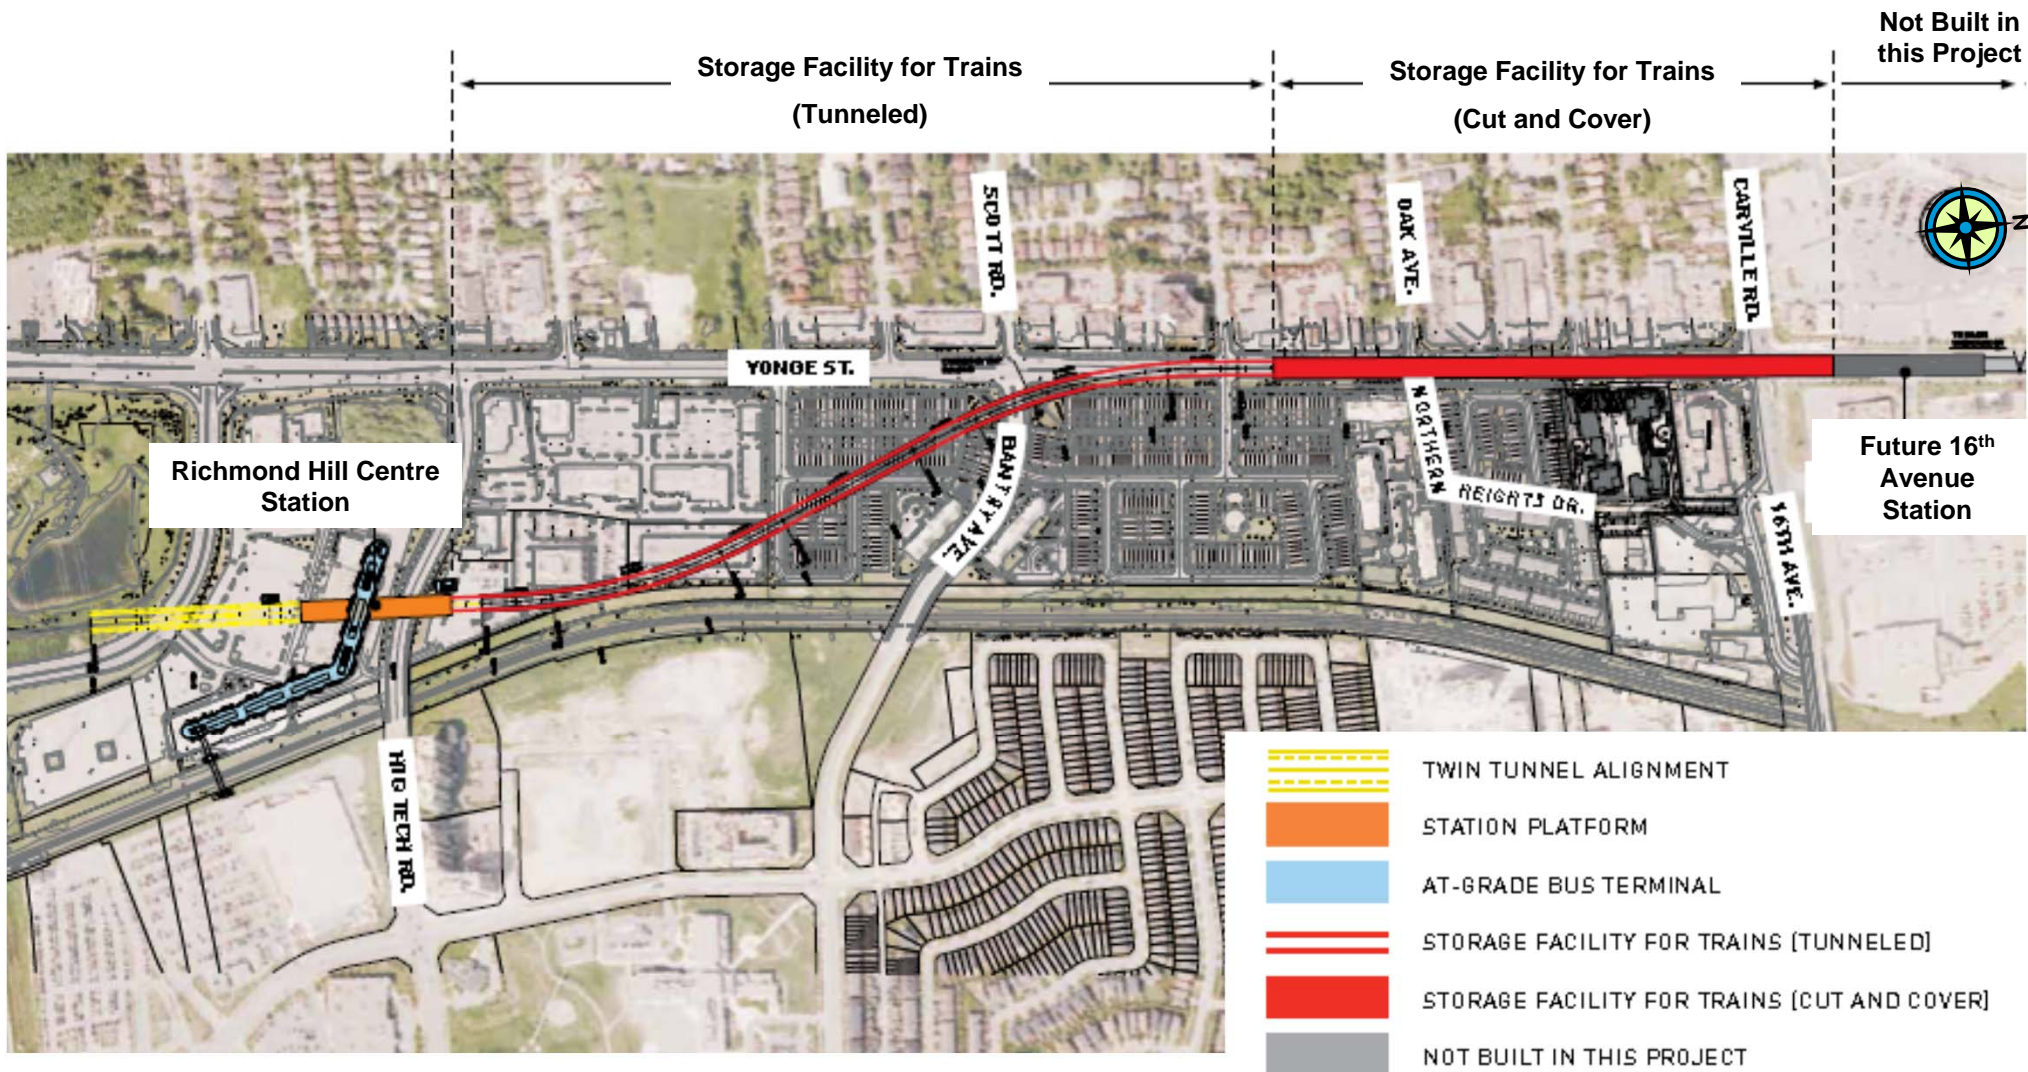 Not Built in
this Project
Storage Facility for Trains
(Tunneled)
Storage Facility for Trains
(Cut and Cover)
SCOTT RD.
OAK AVE.
CARVILLE RD.
N
YONGE ST.
Richmond Hill Centre
Station
BANTRY AVE.
NORTHERN
HEIGHTS DR.
Future 16th
Avenue
Station
16TH AVE.
HIG TECH RD.
TWIN TUNNEL ALIGNMENT
STATION PLATFORM
AT-GRADE BUS TERMINAL
STORAGE FACILITY FOR TRAINS [TUNNELED]
STORAGE FACILITY FOR TRAINS [CUT AND COVER]
NOT BUILT IN THIS PROJECT